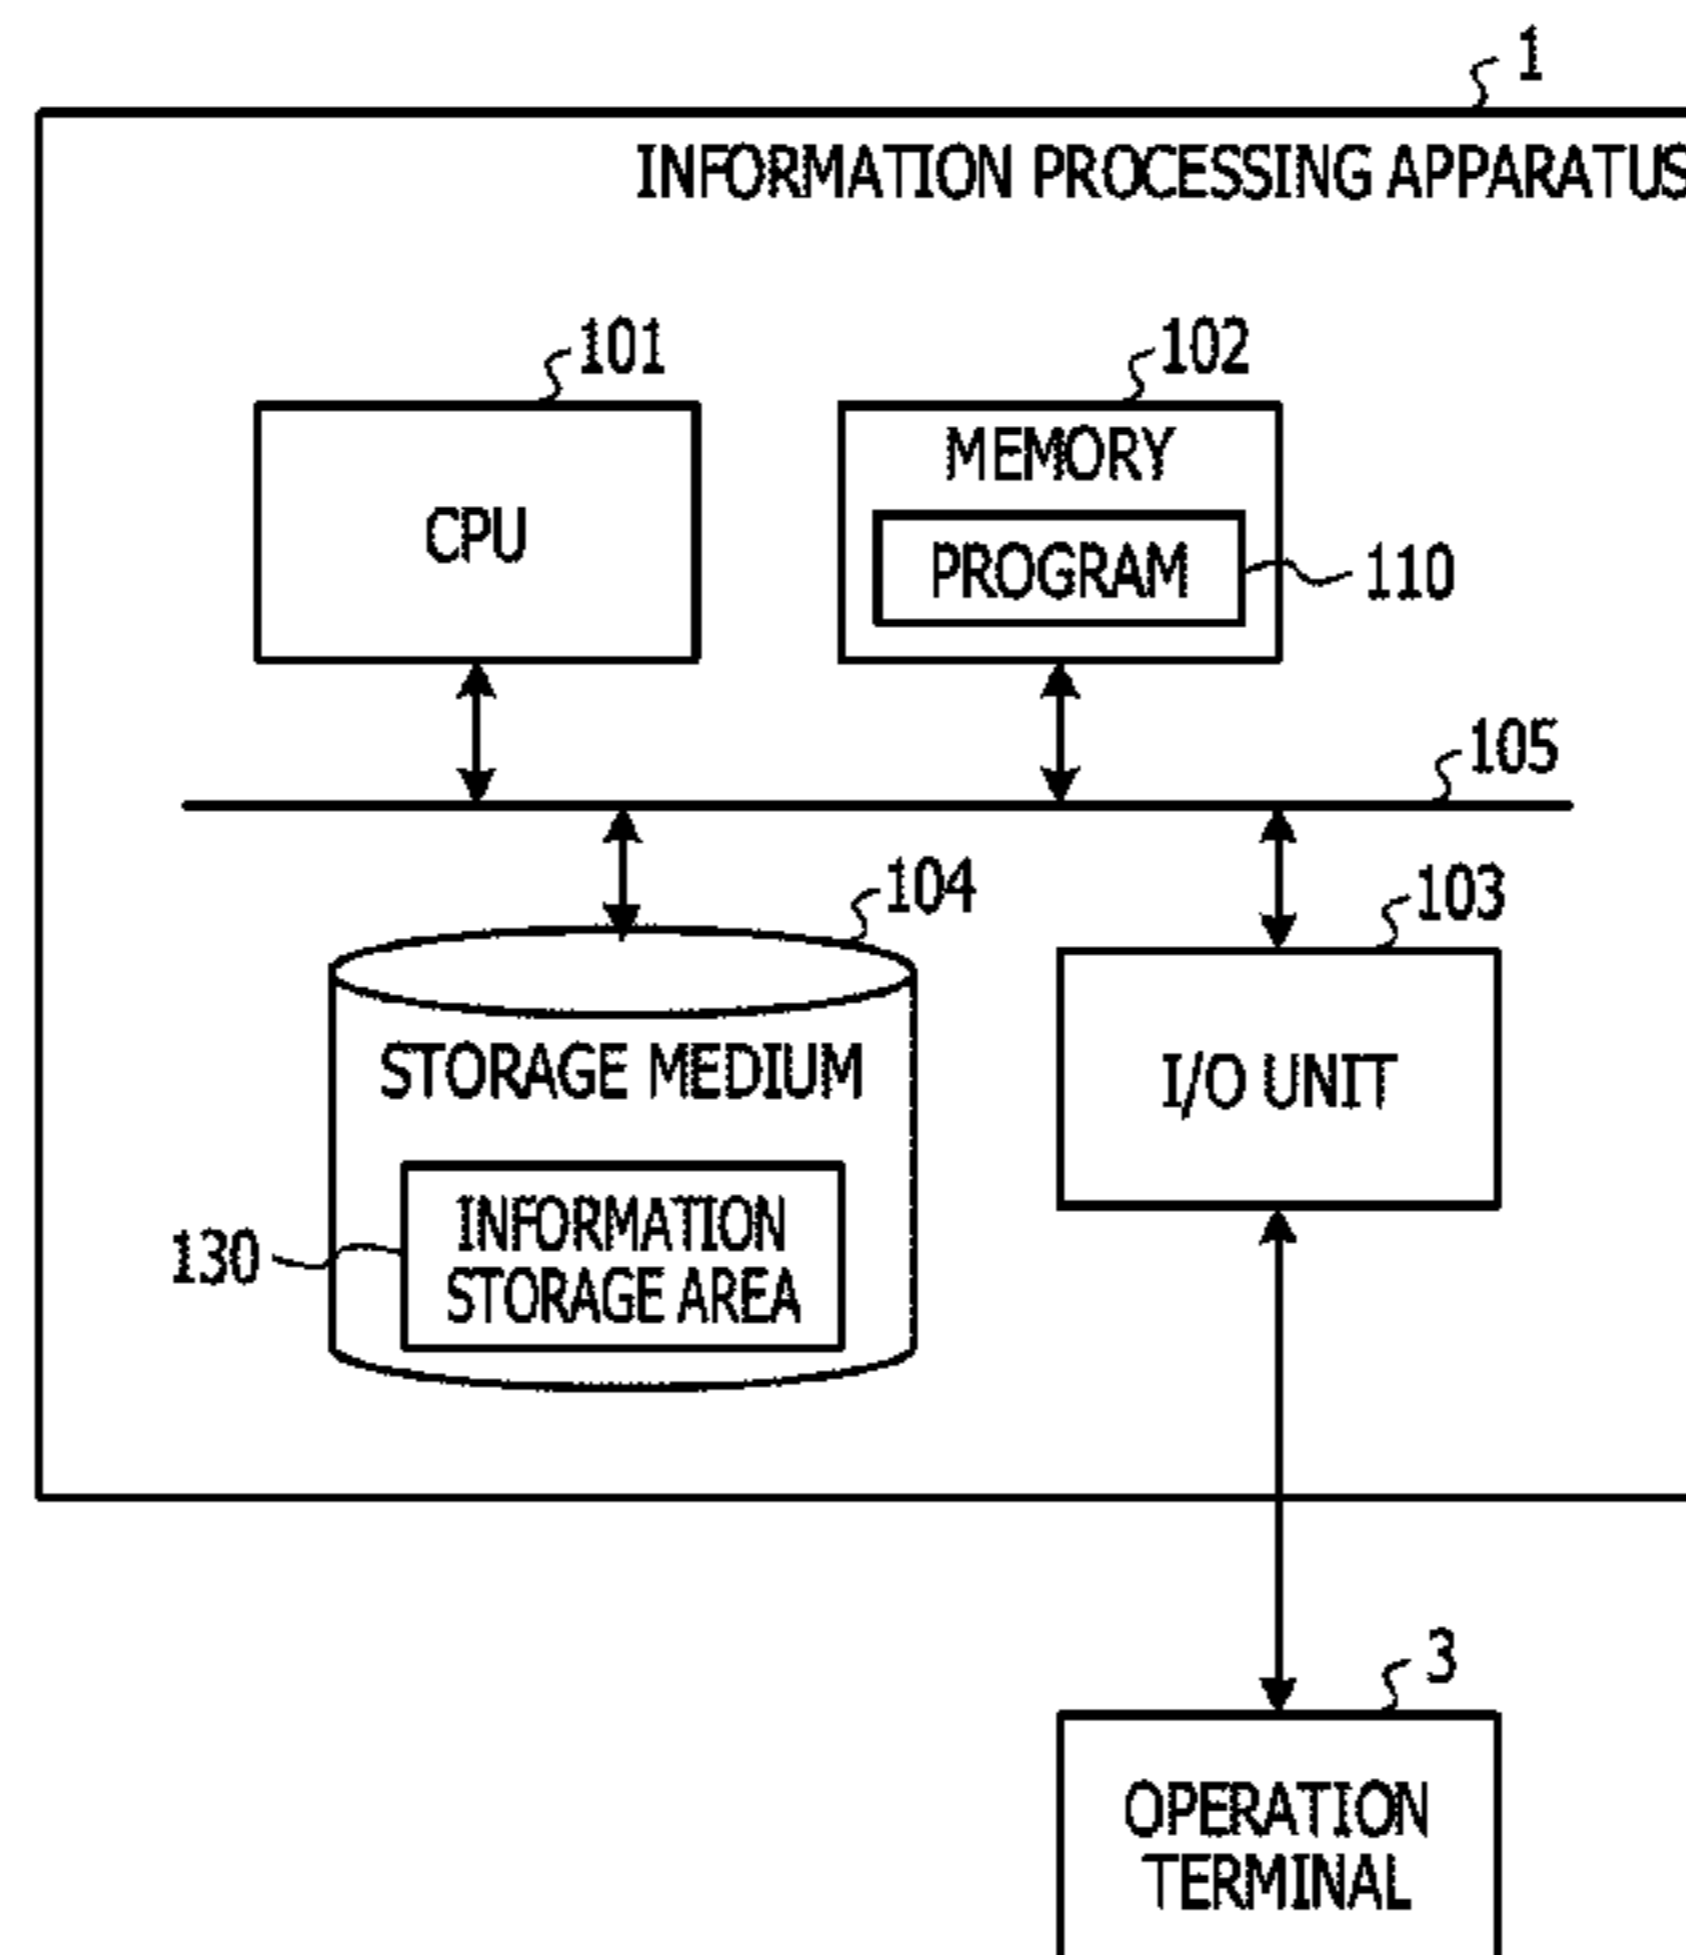 1
INFORMATION PROCESSING APPARATUS
101
102
CPU
MEMORY
PROGRAM
110
105
104
103
STORAGE MEDIUM
I/O UNIT
130
INFORMATION
STORAGE AREA
3
OPERATION
TERMINAL